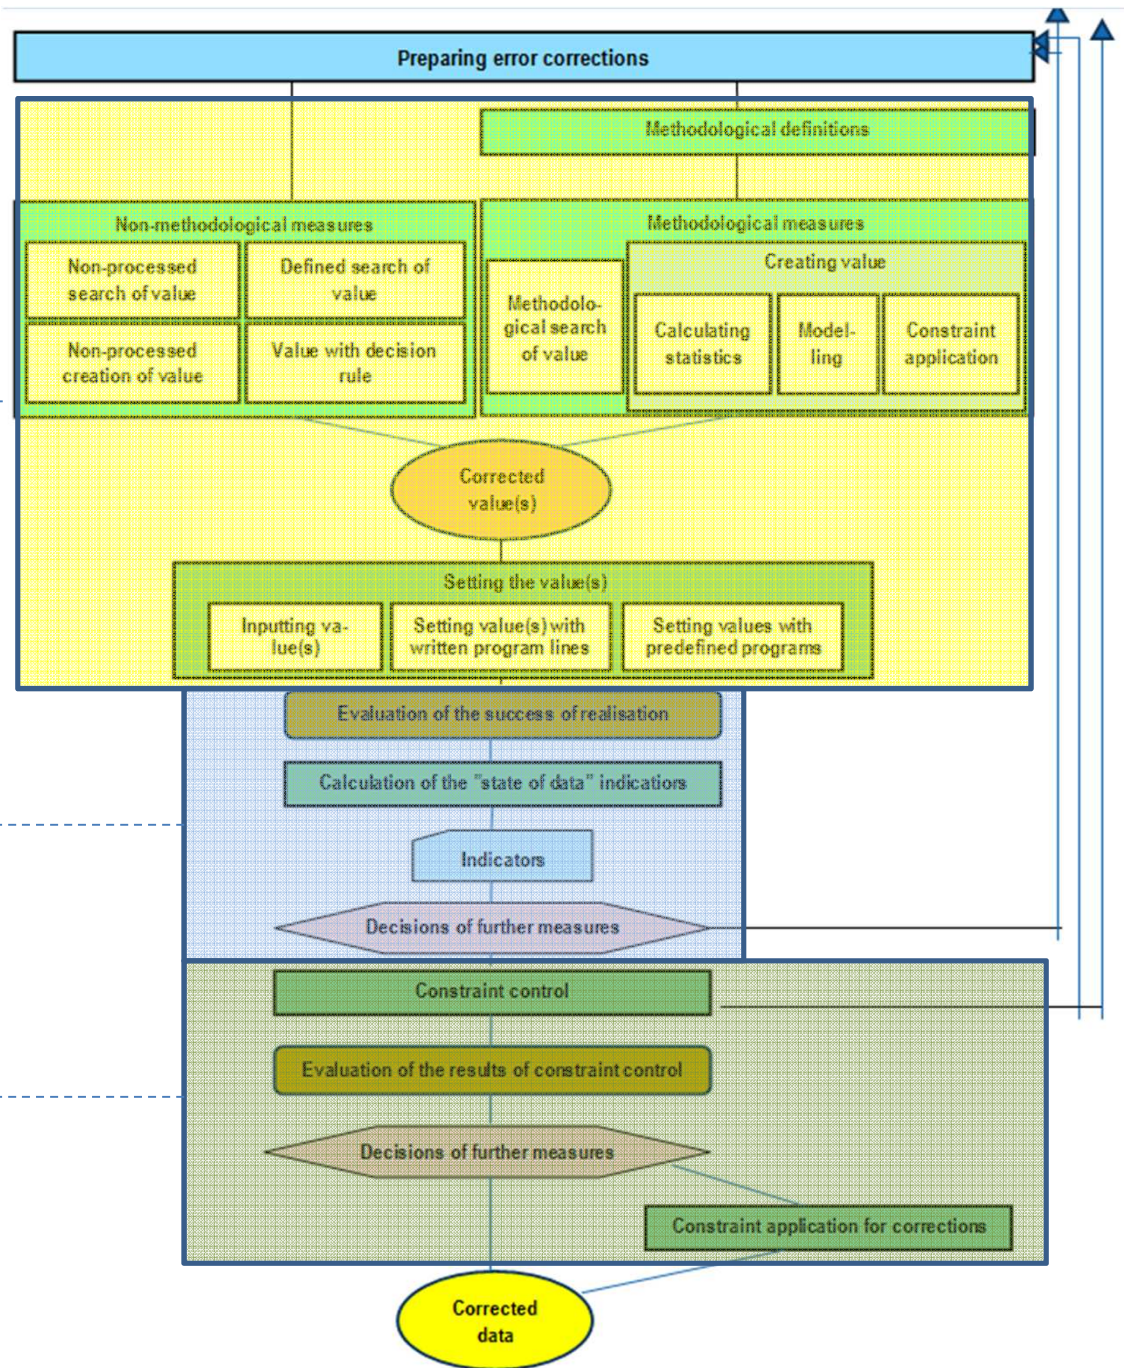 Preparing error corrections
Methodological definitions
Non-methodological measures
Non-processed
search of value
Defined search of
value
Non-processed
creation of value
Value with decision
rule
Methodological measures
Methodolo-
gical search
of value
Creating value
Calculating
statistics
Model-
ling
Constraint
application
Corrected
value(s)
Setting the value(s)
Inputting va-
lue(s)
Setting value(s) with
written program lines
Setting values with
predefined programs
Evaluation of the success of realisation
Calculation of the "state of data" indicatiors
Indicators
Decisions of further measures
Constraint control
Evaluation of the results of constraint control
Decisions of further measures
Constraint application for corrections
Corrected
data